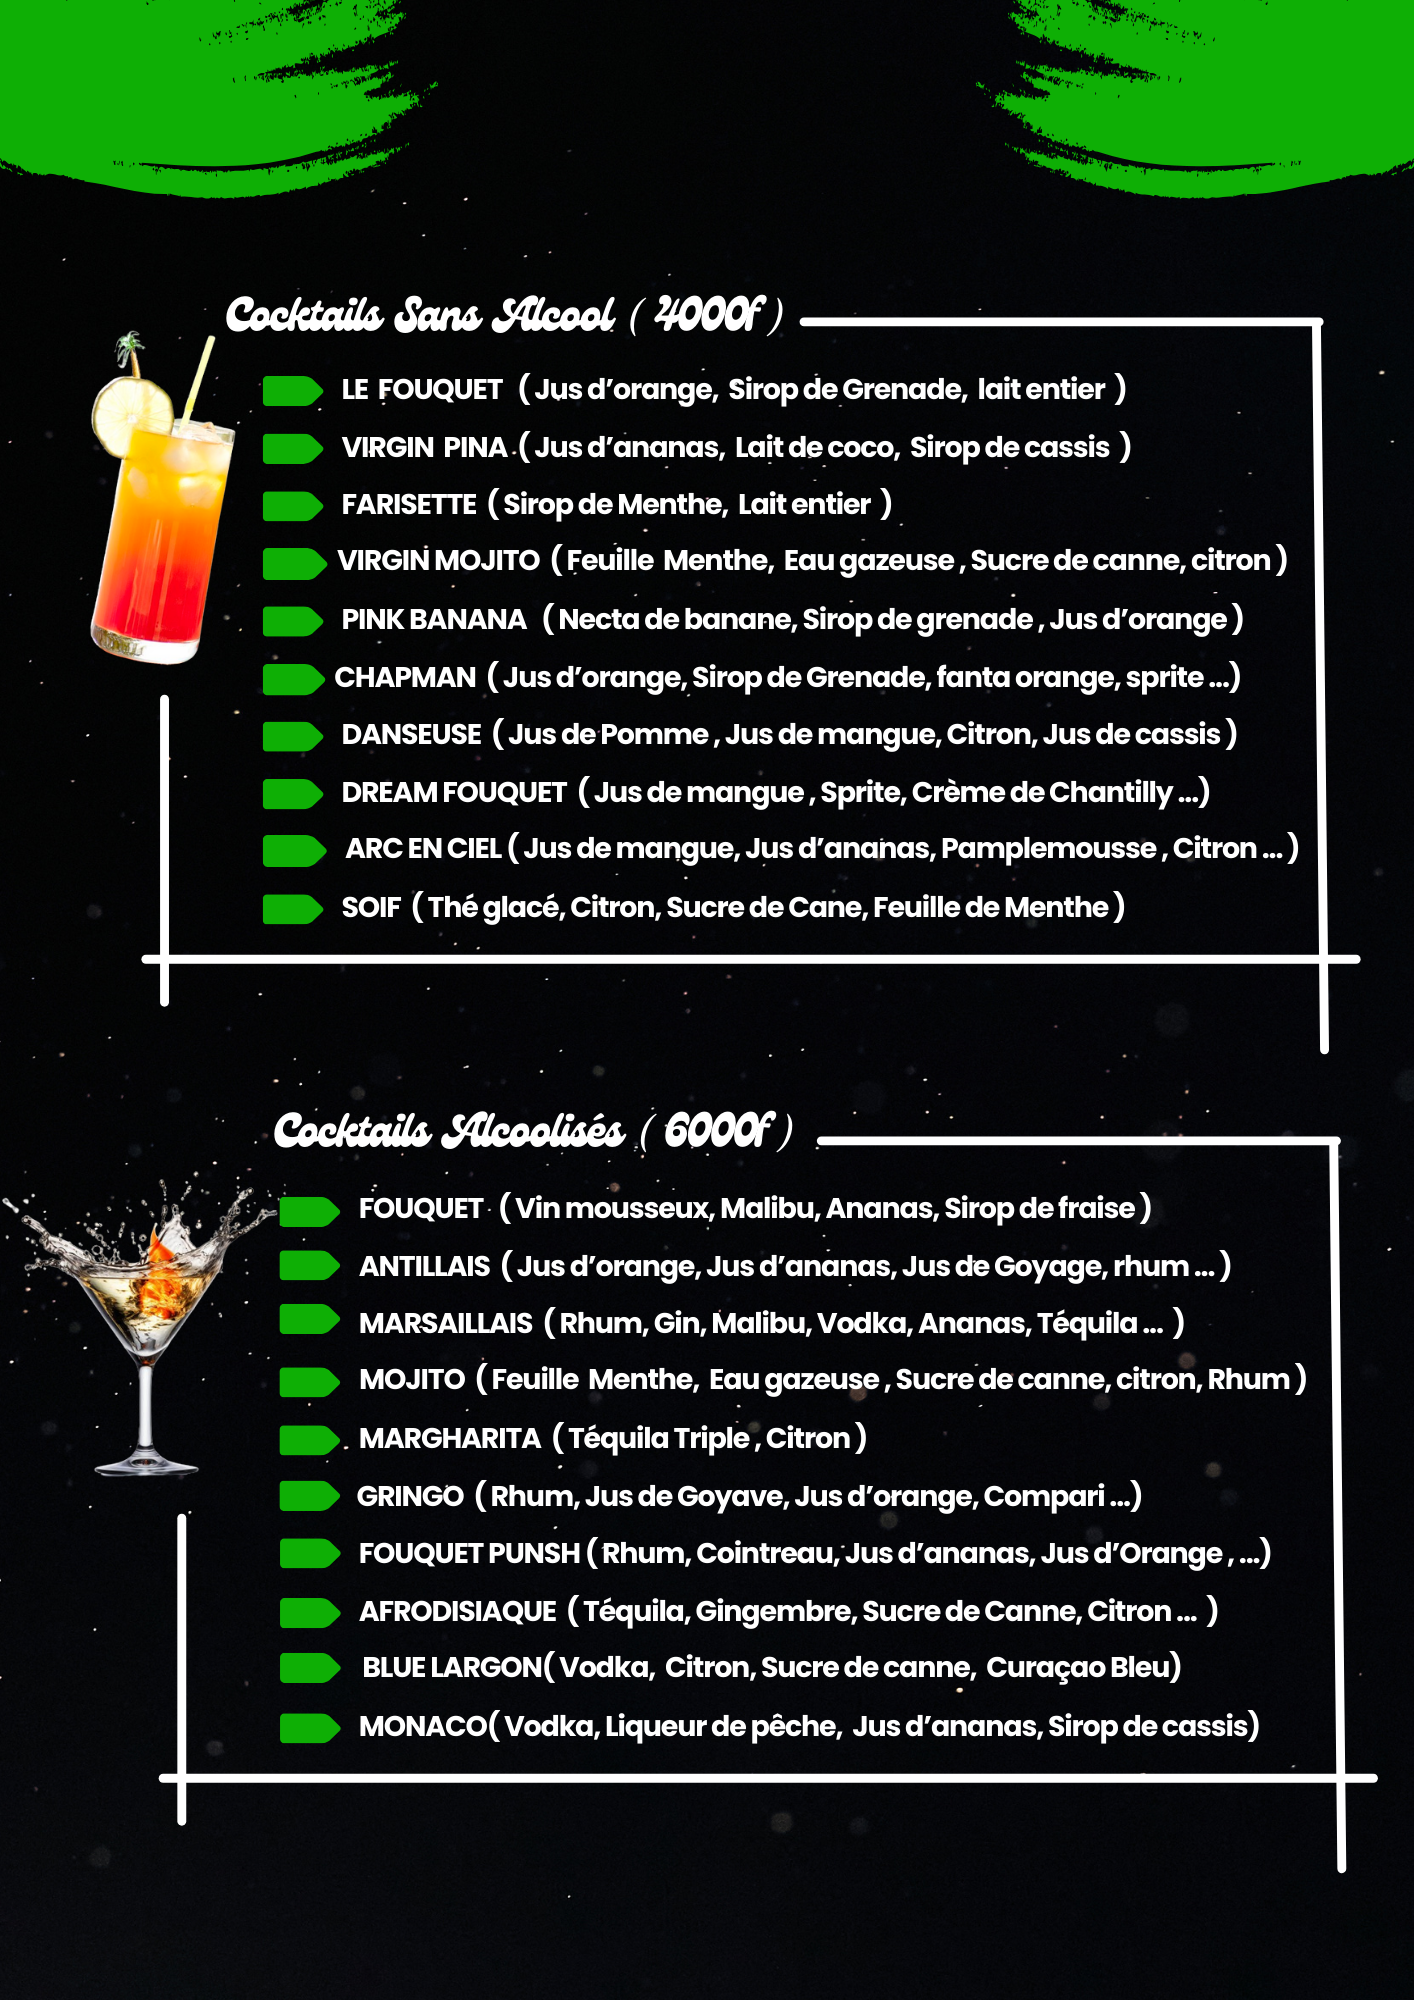 Cocktails Sans Alcool ( 4000f )
LE FOUQUET ( Jus d’orange, Sirop de Grenade, lait entier )
VIRGIN PINA ( Jus d’ananas, Lait de coco, Sirop de cassis )
FARISETTE ( Sirop de Menthe, Lait entier )
VIRGIN MOJITO ( Feuille Menthe, Eau gazeuse , Sucre de canne, citron )
PINK BANANA ( Necta de banane, Sirop de grenade , Jus d’orange )
CHAPMAN ( Jus d’orange, Sirop de Grenade, fanta orange, sprite ...)
DANSEUSE ( Jus de Pomme , Jus de mangue, Citron, Jus de cassis )
DREAM FOUQUET ( Jus de mangue , Sprite, Crème de Chantilly ...)
ARC EN CIEL ( Jus de mangue, Jus d’ananas, Pamplemousse , Citron ... )
SOIF ( Thé glacé, Citron, Sucre de Cane, Feuille de Menthe )
Cocktails Alcoolisés ( 6000f )
FOUQUET ( Vin mousseux, Malibu, Ananas, Sirop de fraise )
ANTILLAIS ( Jus d’orange, Jus d’ananas, Jus de Goyage, rhum ... )
MARSAILLAIS ( Rhum, Gin, Malibu, Vodka, Ananas, Téquila ... )
MOJITO ( Feuille Menthe, Eau gazeuse , Sucre de canne, citron, Rhum )
MARGHARITA ( Téquila Triple , Citron )
GRINGO ( Rhum, Jus de Goyave, Jus d’orange, Compari ...)
FOUQUET PUNSH ( Rhum, Cointreau, Jus d’ananas, Jus d’Orange , ...)
AFRODISIAQUE ( Téquila, Gingembre, Sucre de Canne, Citron ... )
BLUE LARGON( Vodka, Citron, Sucre de canne, Curaçao Bleu)
MONACO( Vodka, Liqueur de pêche, Jus d’ananas, Sirop de cassis)